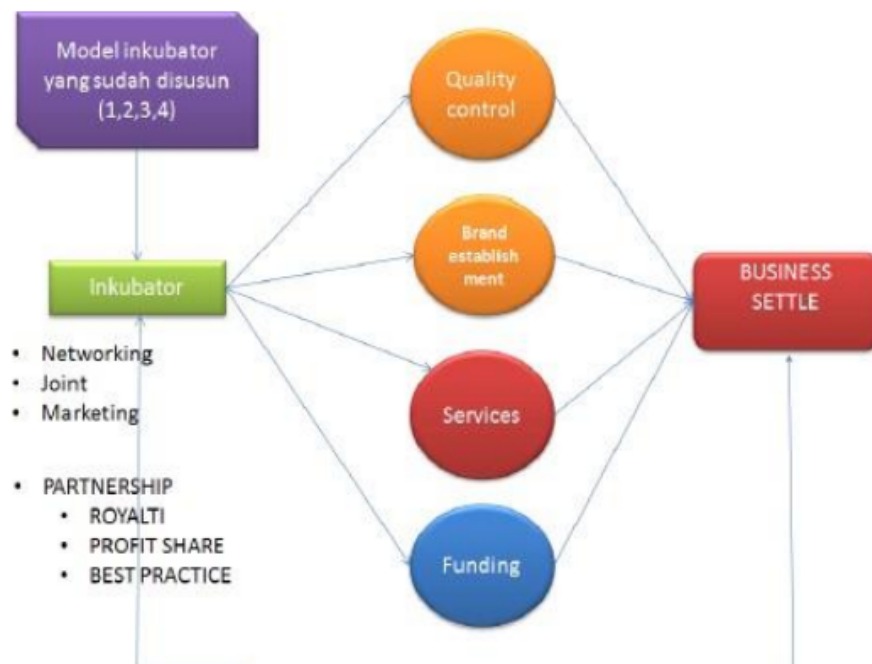 Model inkubator
yang sudah disusun
(1,2,3,4)
Quality
control
Brand
establish
ment
Inkubator
BUSINESS
SETTLE
• Networking
• Joint
• Marketing
Services
• PARTNERSHIP
• ROYALTI
• PROFIT SHARE
• BEST PRACTICE
Funding